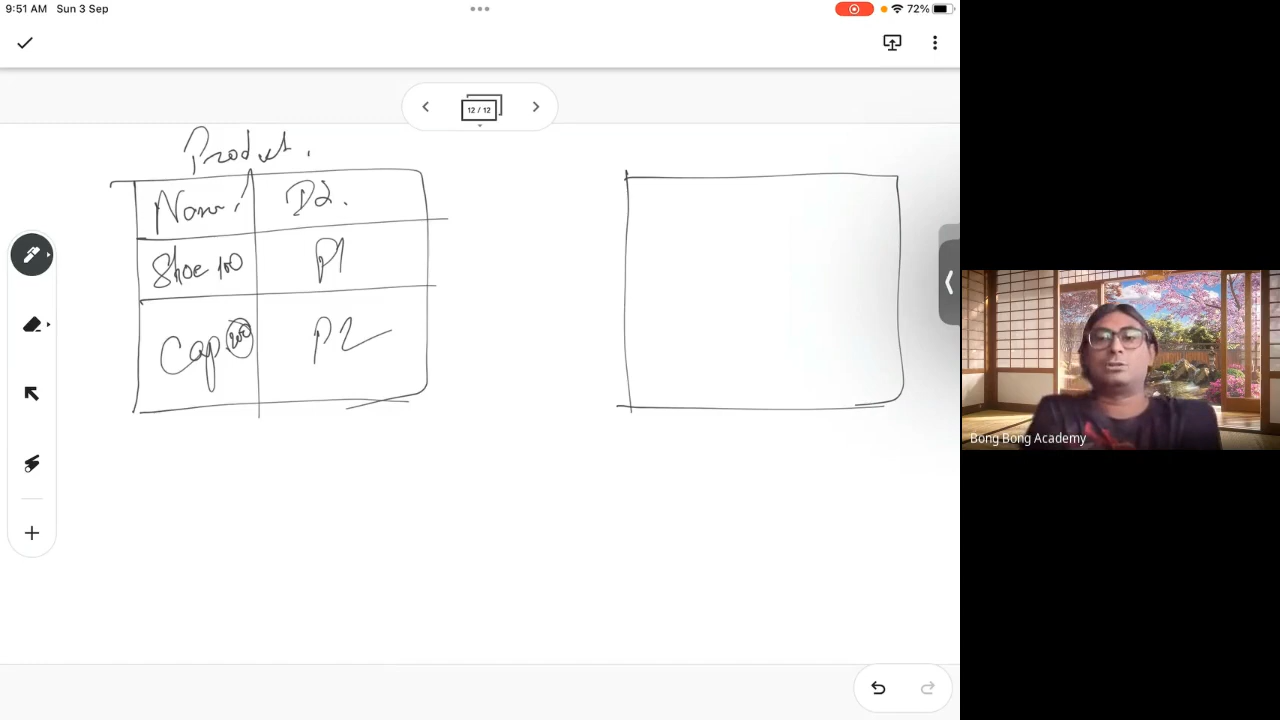 9:51 AM Sun 3 Sep
72%
12 / 12
Product.
Name
Shoe 100 P1
Cap 200 P2
Bong Bong Academy